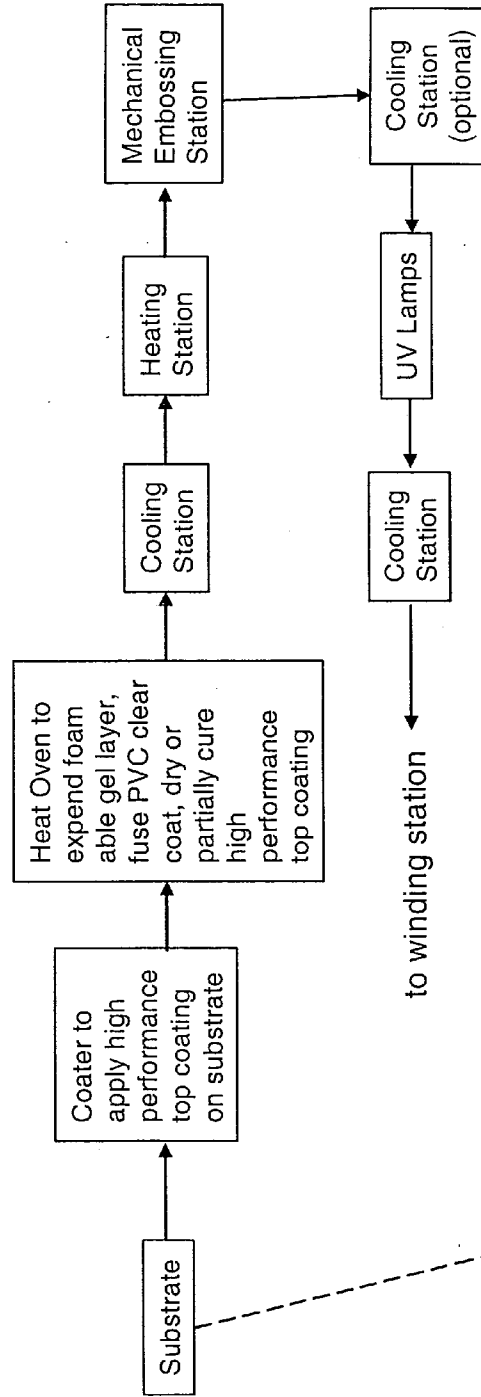 Substrate
Coater to
apply high
performance
top coating
on substrate
Heat Oven to
expend foam
able gel layer,
fuse PVC clear
coat, dry or
partially cure
high
performance
top coating
Cooling
Station
Heating
Station
Mechanical
Embossing
Station
Cooling
Station
(optional)
UV Lamps
Cooling
Station
to winding station